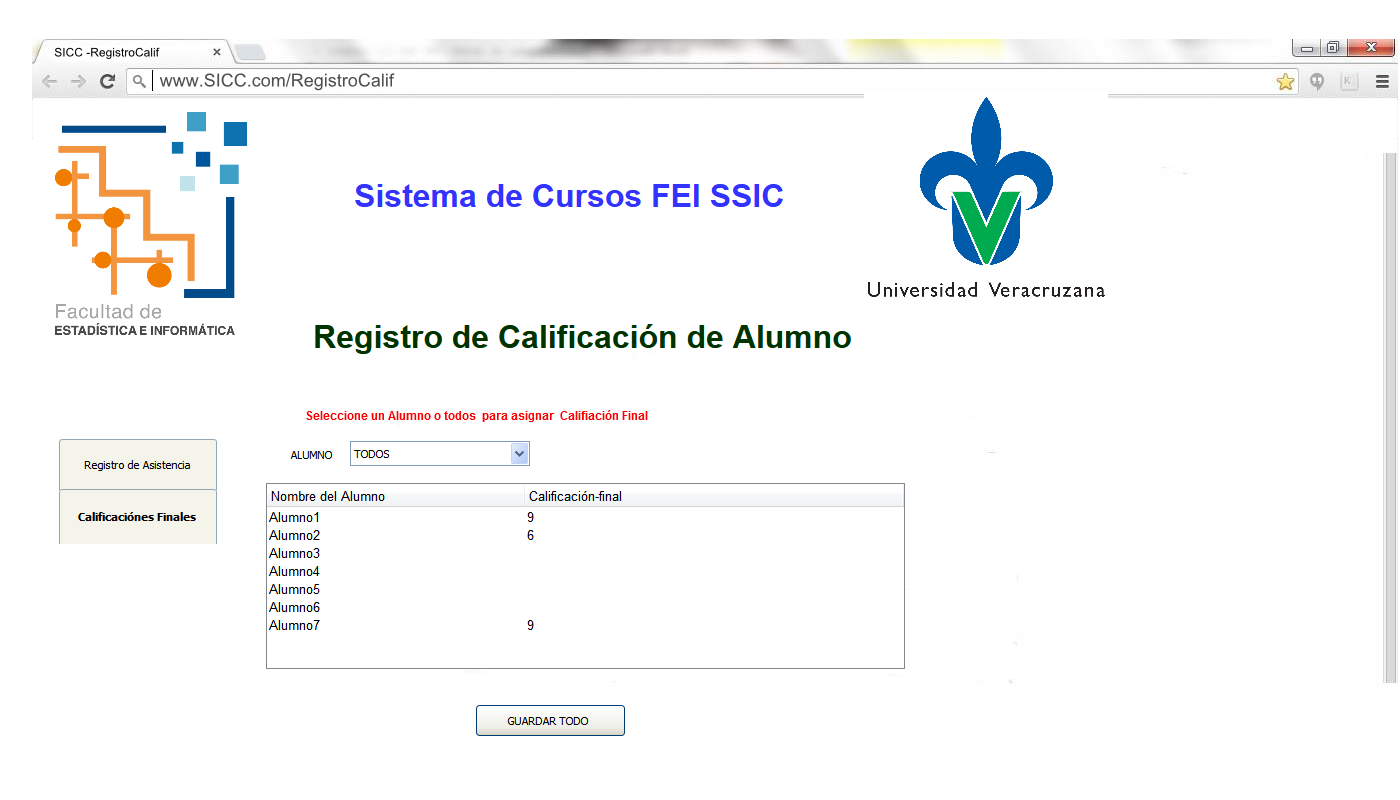 SICC -RegistroCalif ×
www.SICC.com/RegistroCalif
Sistema de Cursos FEI SSIC
Universidad Veracruzana
Facultad de
ESTADÍSTICA E INFORMÁTICA
Registro de Calificación de Alumno
Seleccione un Alumno o todos para asignar Califiación Final
ALUMNO TODOS
Registro de Asistencia
Calificaciónes Finales
Nombre del Alumno Calificación-final
Alumno1 9
Alumno2 6
Alumno3
Alumno4
Alumno5
Alumno6
Alumno7 9
GUARDAR TODO